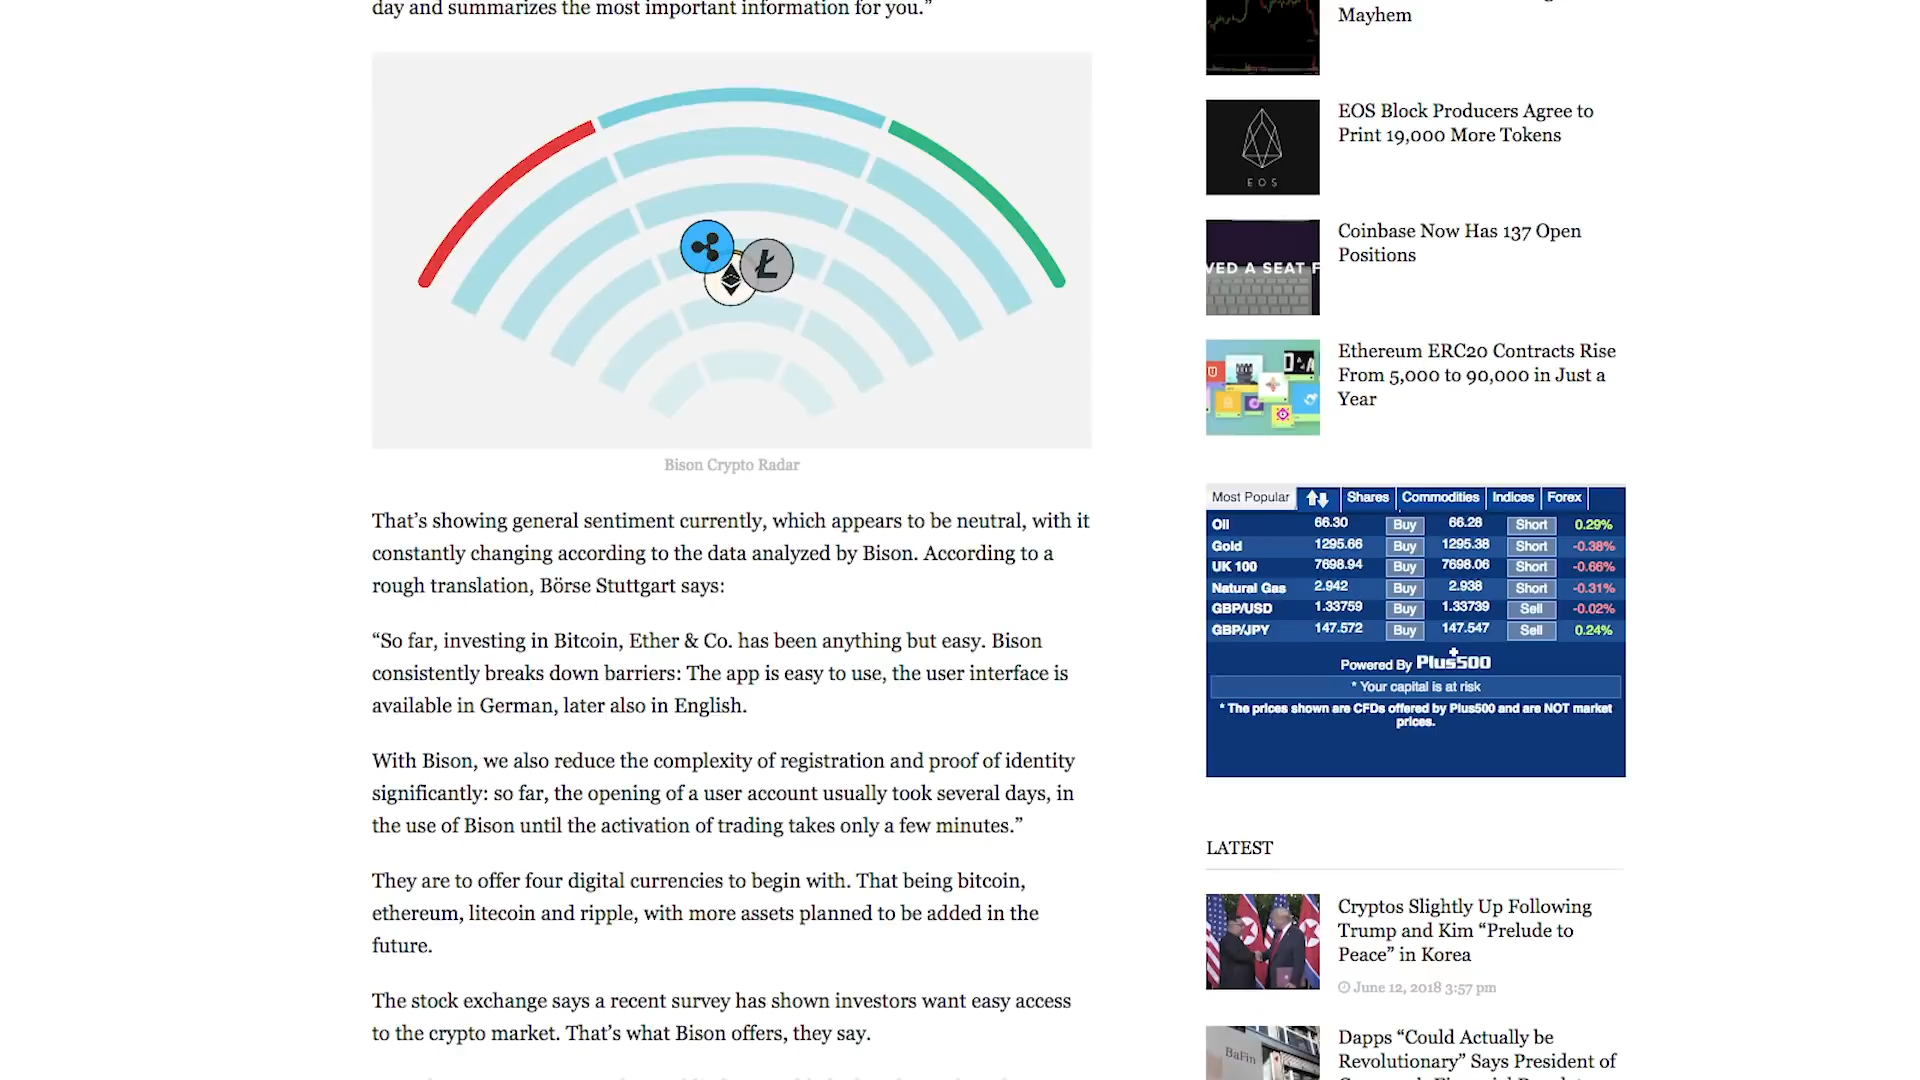 day and summarizes the most important information for you.”
Bison Crypto Radar
That’s showing general sentiment currently, which appears to be neutral, with it
constantly changing according to the data analyzed by Bison. According to a
rough translation, Börse Stuttgart says:
“So far, investing in Bitcoin, Ether & Co. has been anything but easy. Bison
consistently breaks down barriers: The app is easy to use, the user interface is
available in German, later also in English.
With Bison, we also reduce the complexity of registration and proof of identity
significantly: so far, the opening of a user account usually took several days, in
the use of Bison until the activation of trading takes only a few minutes.”
They are to offer four digital currencies to begin with. That being bitcoin,
ethereum, litecoin and ripple, with more assets planned to be added in the
future.
The stock exchange says a recent survey has shown investors want easy access
to the crypto market. That’s what Bison offers, they say.
Mayhem
EOS
EOS Block Producers Agree to
Print 19,000 More Tokens
VED A SEAT F
Coinbase Now Has 137 Open
Positions
Ethereum ERC20 Contracts Rise
From 5,000 to 90,000 in Just a
Year
Most Popular Shares Commodities Indices Forex
Oil 66.30 Buy 66.28 Short 0.29%
Gold 1295.66 Buy 1295.38 Short -0.38%
UK 100 7698.94 Buy 7698.06 Short -0.66%
Natural Gas 2.942 Buy 2.938 Short -0.31%
GBP/USD 1.33759 Buy 1.33739 Sell -0.02%
GBP/JPY 147.572 Buy 147.547 Sell 0.24%
Powered By Plus500
* Your capital is at risk
* The prices shown are CFDs offered by Plus500 and are NOT market
prices.
LATEST
Cryptos Slightly Up Following
Trump and Kim “Prelude to
Peace” in Korea
June 12, 2018 3:57 pm
BaFin
Dapps “Could Actually be
Revolutionary” Says President of